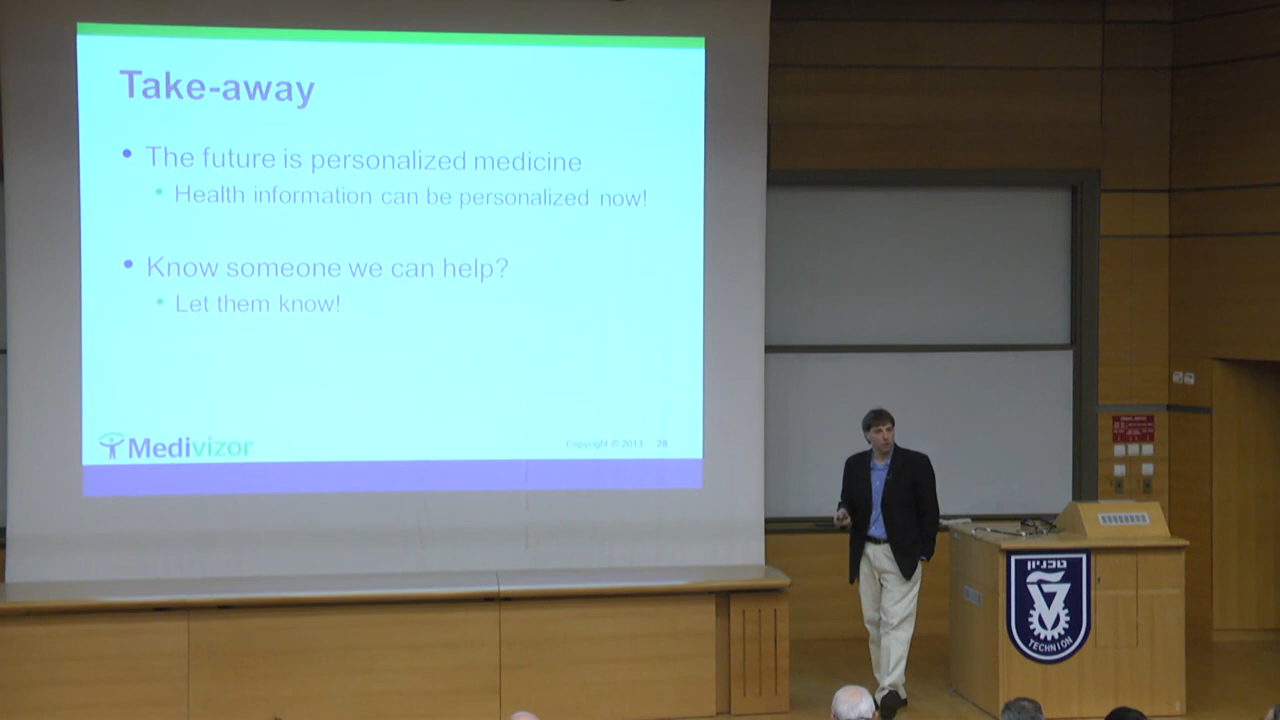 Take-away
• The future is personalized medicine
• Health information can be personalized now!
• Know someone we can help?
• Let them know!
Medivizor
Copyright © 2013 28
טכניון
TECHNION